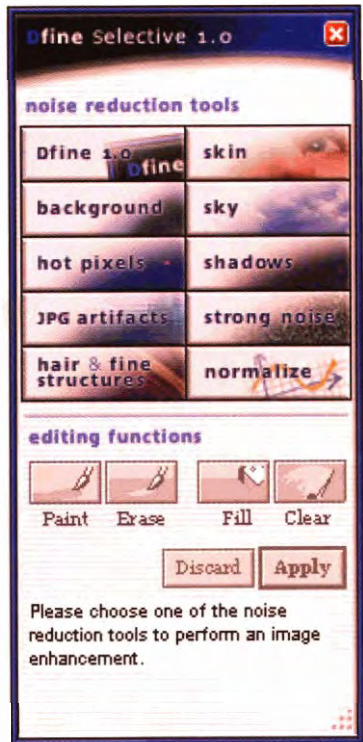 Dfine Selective 1.0
noise reduction tools
Dfine 1.0
Dfine
skin
background
sky
hot pixels
shadows
JPG artifacts
strong noise
hair & fine
structures
normalize
editing functions
Paint Erase Fill Clear
Discard Apply
Please choose one of the noise
reduction tools to perform an image
enhancement.